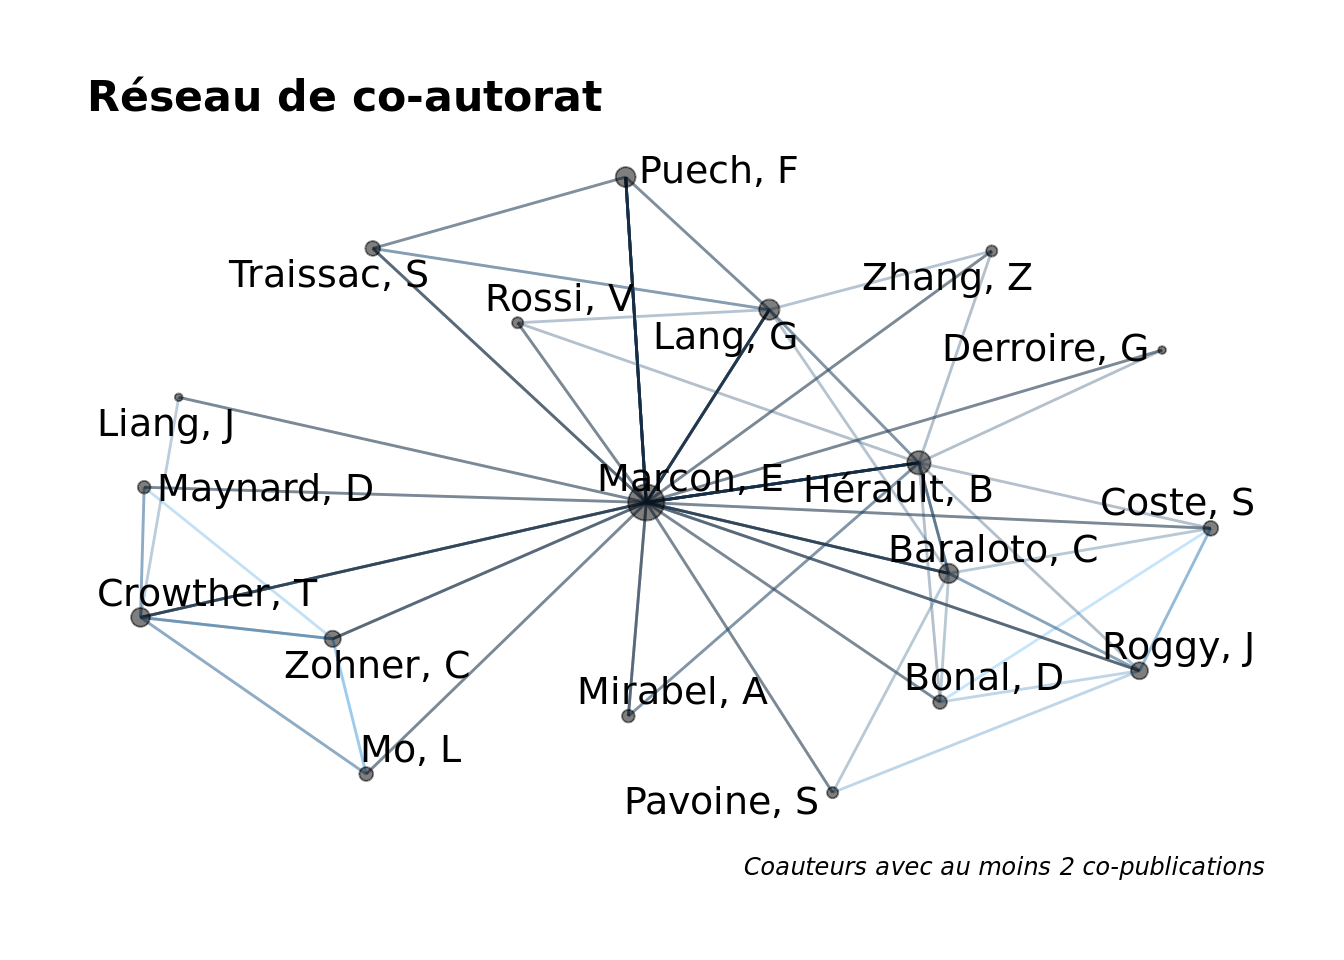 Réseau de co-autorat
Puech, F
Traissac, S
Zhang, Z
Rossi, V
Lang, G
Derroire, G
Liang, J
Maynard, D
Marcon, E
Hérault, B
Coste, S
Baraloto, C
Crowther, T
Zohner, C
Roggy, J
Bonal, D
Mirabel, A
Mo, L
Pavoine, S
Coauteurs avec au moins 2 co-publications